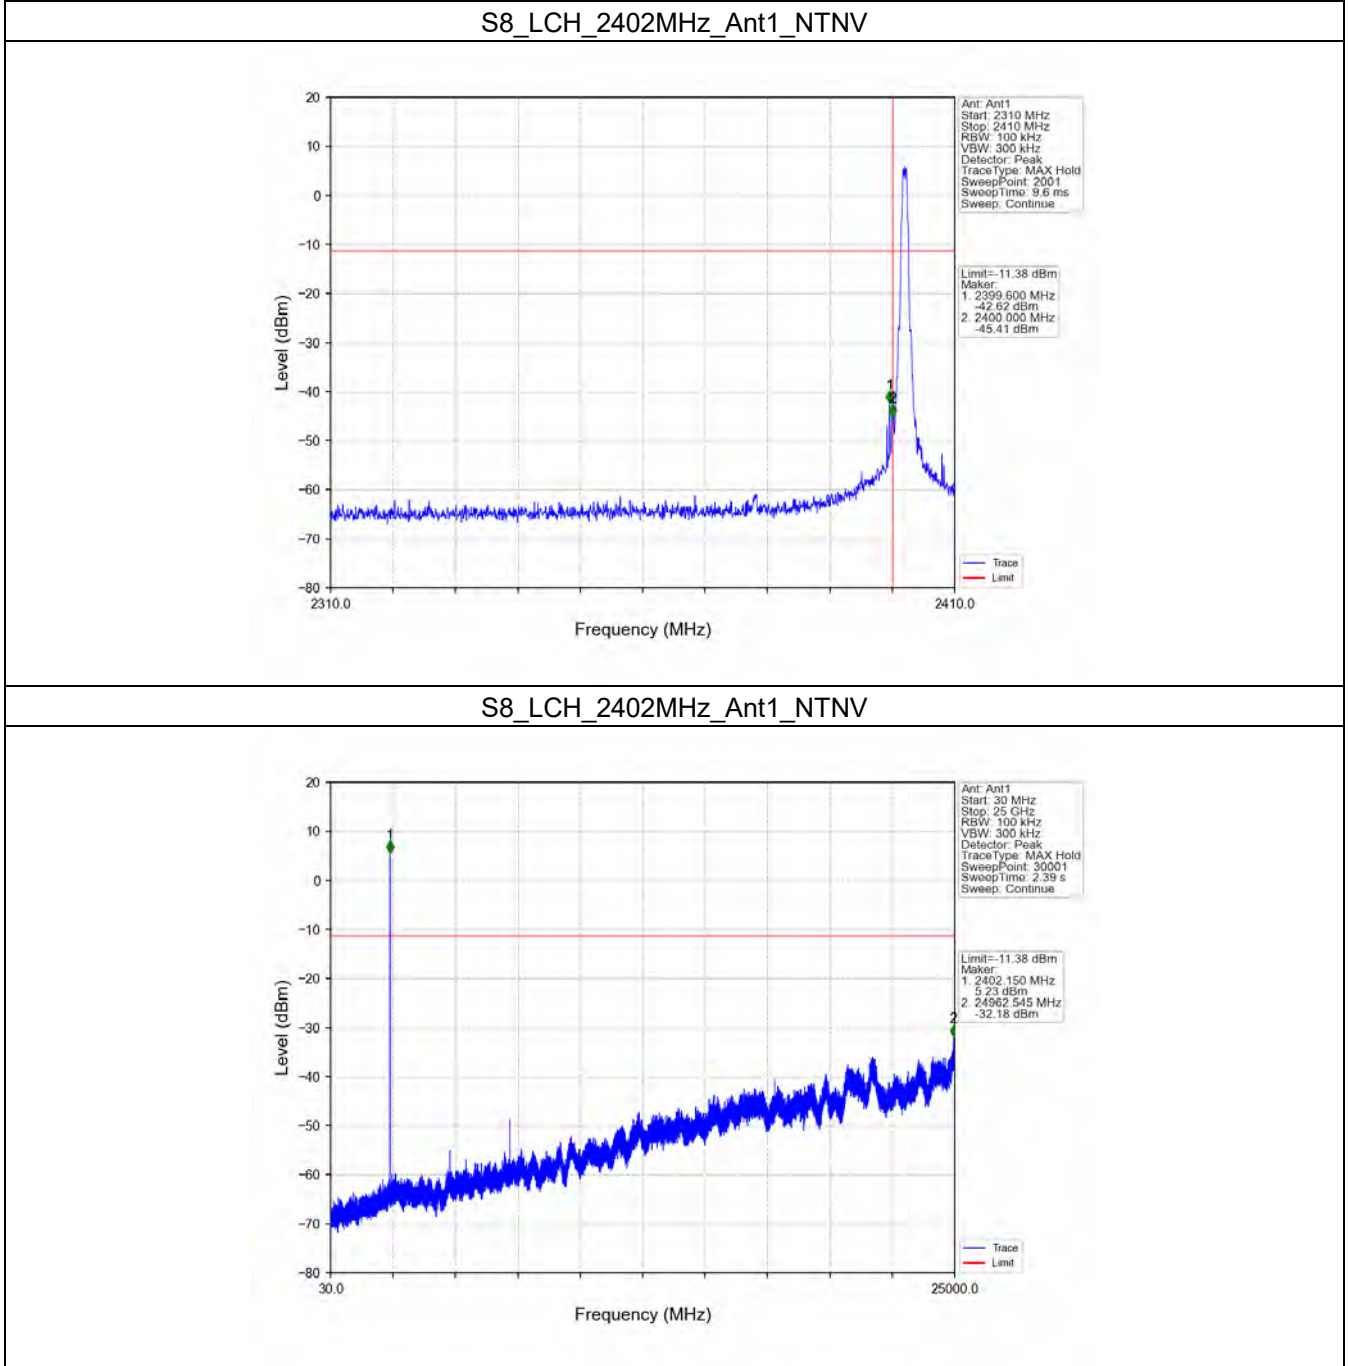 S8_LCH_2402MHz_Ant1_NTNV
20
10
0
−10
−20
−30
−40
−50
−60
−70
−80
Level (dBm)
2310.0
2410.0
Frequency (MHz)
1
2
Ant: Ant1
Start: 2310 MHz
Stop: 2410 MHz
RBW: 100 kHz
VBW: 300 kHz
Detector: Peak
TraceType: MAX Hold
SweepPoint: 2001
SweepTime: 9.6 ms
Sweep: Continue
Limit=-11.38 dBm
Maker:
1. 2399.600 MHz
-42.62 dBm
2. 2400.000 MHz
-45.41 dBm
Trace
Limit
S8_LCH_2402MHz_Ant1_NTNV
20
10
0
−10
−20
−30
−40
−50
−60
−70
−80
Level (dBm)
30.0
25000.0
Frequency (MHz)
1
2
Ant: Ant1
Start: 30 MHz
Stop: 25 GHz
RBW: 100 kHz
VBW: 300 kHz
Detector: Peak
TraceType: MAX Hold
SweepPoint: 30001
SweepTime: 2.39 s
Sweep: Continue
Limit=-11.38 dBm
Maker:
1. 2402.150 MHz
5.23 dBm
2. 24962.545 MHz
-32.18 dBm
Trace
Limit